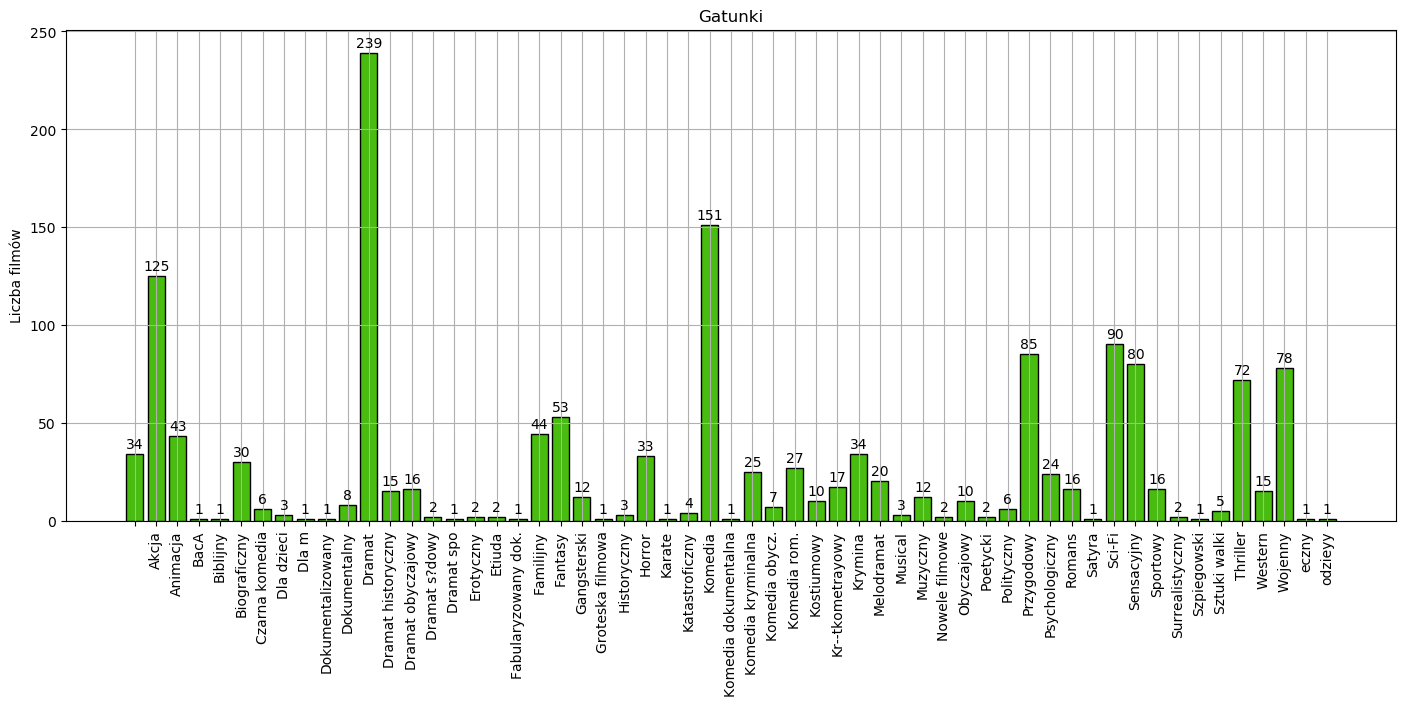 Gatunki
250
200
150
100
50
0
Liczba filmów
34
125
43
1
1
30
6
3
1
1
8
239
15
16
2
1
2
2
1
44
53
12
1
3
33
1
4
151
1
25
7
27
10
17
34
20
3
12
2
10
2
6
85
24
16
1
90
80
16
2
1
5
72
15
78
1
1
Akcja
Animacja
BacA
Biblijny
Biograficzny
Czarna komedia
Dla dzieci
Dla m
Dokumentalizowany
Dokumentalny
Dramat
Dramat historyczny
Dramat obyczajowy
Dramat s?dowy
Dramat spo
Erotyczny
Etiuda
Fabularyzowany dok.
Familijny
Fantasy
Gangsterski
Groteska filmowa
Historyczny
Horror
Karate
Katastroficzny
Komedia
Komedia dokumentalna
Komedia kryminalna
Komedia obycz.
Komedia rom.
Kostiumowy
Kr--tkometrayowy
Krymina
Melodramat
Musical
Muzyczny
Nowele filmowe
Obyczajowy
Poetycki
Polityczny
Przygodowy
Psychologiczny
Romans
Satyra
Sci-Fi
Sensacyjny
Sportowy
Surrealistyczny
Szpiegowski
Sztuki walki
Thriller
Western
Wojenny
eczny
odzieyy